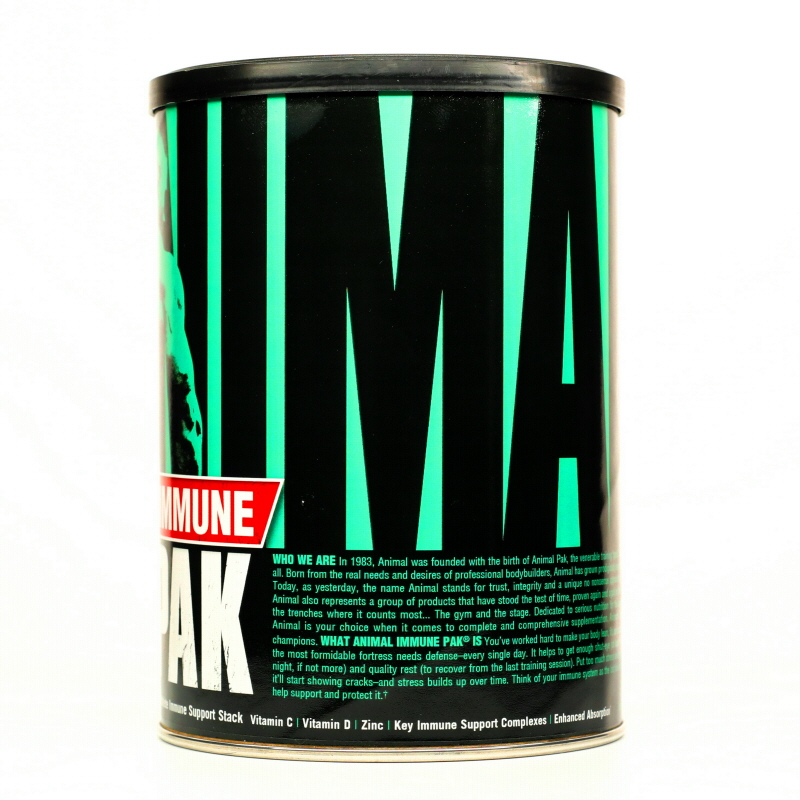 IMA
IMMUNE
PAK
WHO WE ARE In 1983, Animal was founded with the birth of Animal Pak, the venerable
all. Born from the real needs and desires of professional bodybuilders, Animal has grown
Today, as yesterday, the name Animal stands for trust, integrity and a unique no nonsense
Animal also represents a group of products that have stood the test of time, proven again and
the trenches where it counts most... The gym and the stage. Dedicated to serious nutrition
Animal is your choice when it comes to complete and comprehensive supplementation.
champions. WHAT ANIMAL IMMUNE PAK® IS You've worked hard to make your body
the most formidable fortress needs defense–every single day. It helps to get enough
night, if not more) and quality rest (to recover from the last training session). Put too much
it'll start showing cracks–and stress builds up over time. Think of your immune system as
help support and protect it.†
Immune Support Stack Vitamin C | Vitamin D | Zinc | Key Immune Support Complexes | Enhanced Absorption